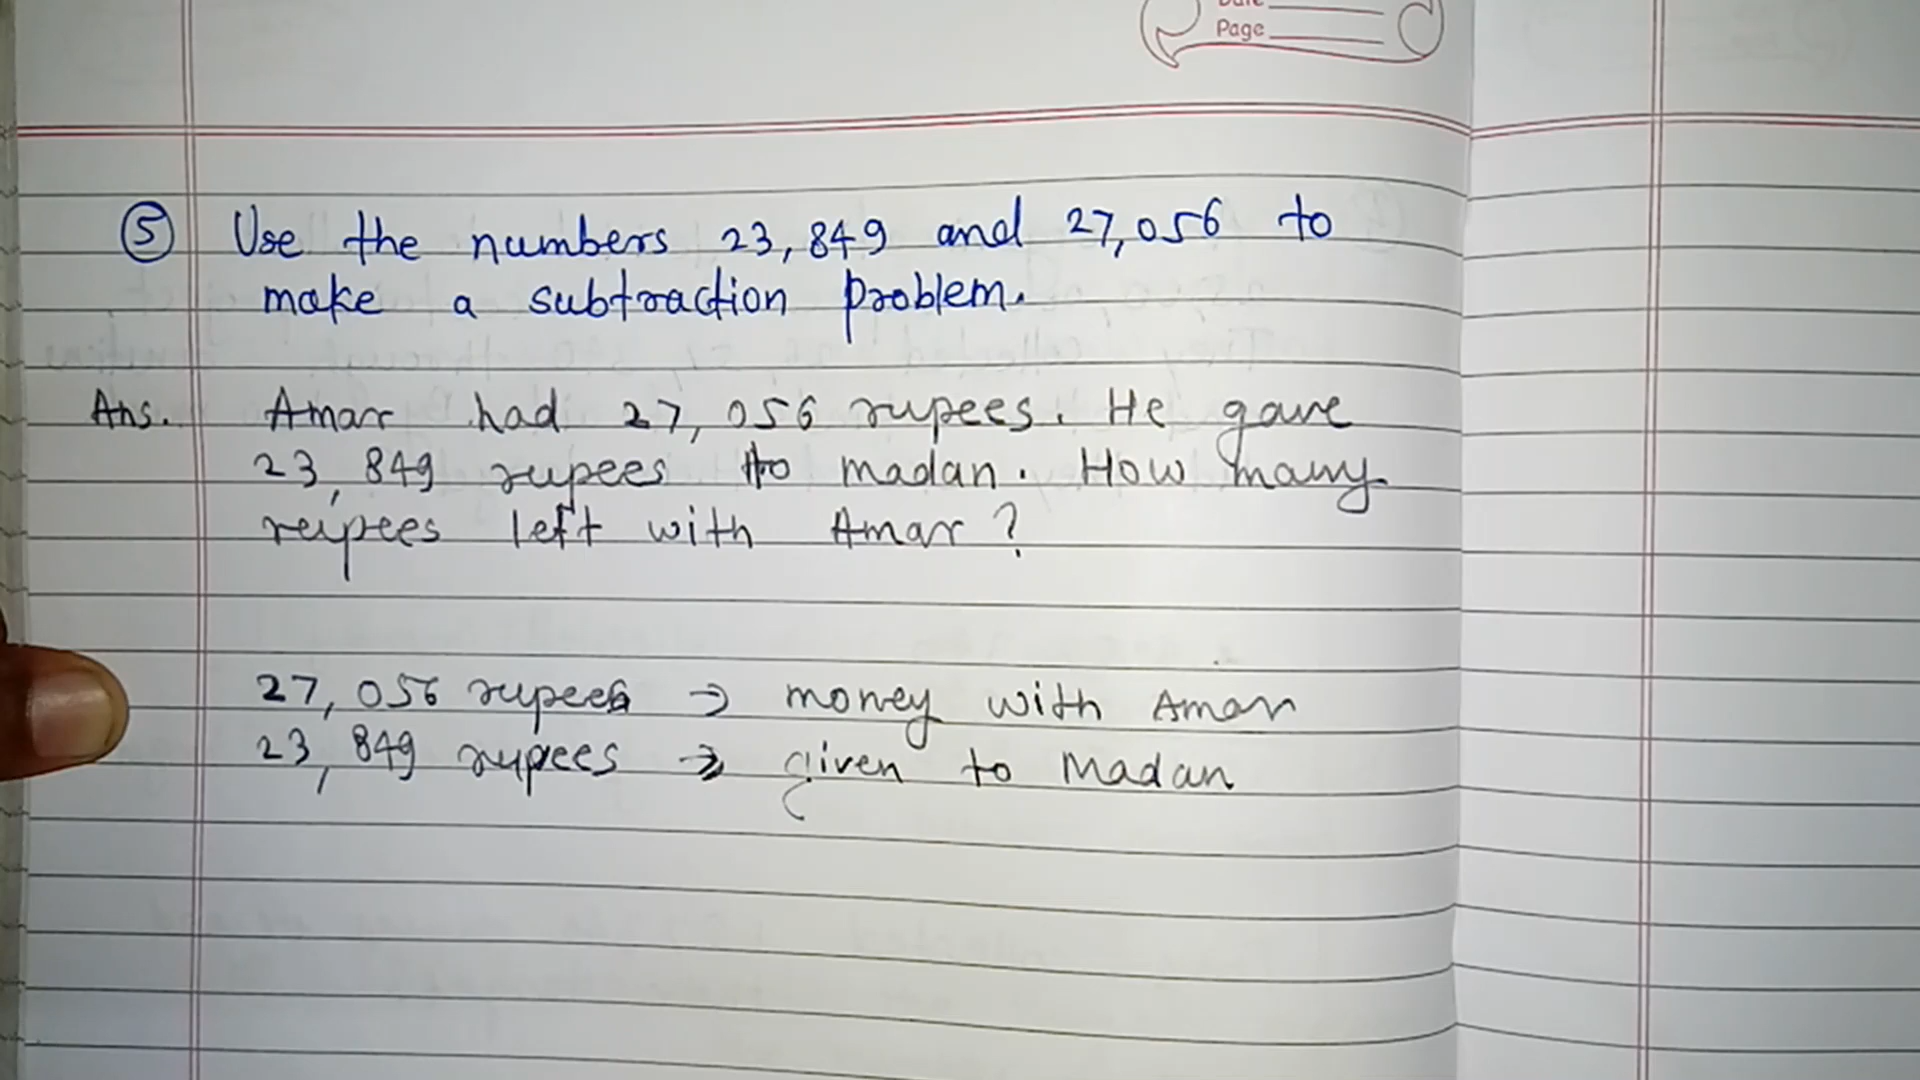 Date
Page
5 Use the numbers 23,849 and 27,056 to
make a subtraction problem.
Ans. Amar had 27,056 rupees. He gave
23,849 rupees to madan. How many
rupees left with Amar?
27,056 rupees → money with Amar
23,849 rupees → given to Madan